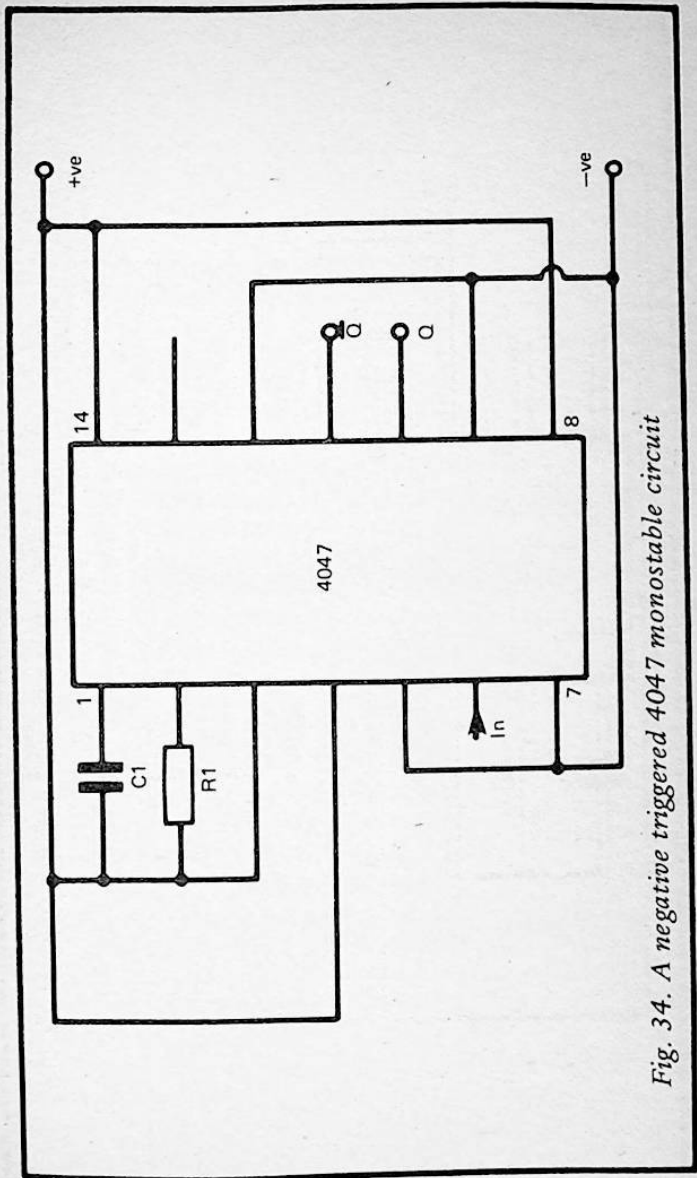 +ve
1
14
C1
R1
Q̅
Q
4047
In
7
8
−ve
Fig. 34. A negative triggered 4047 monostable circuit